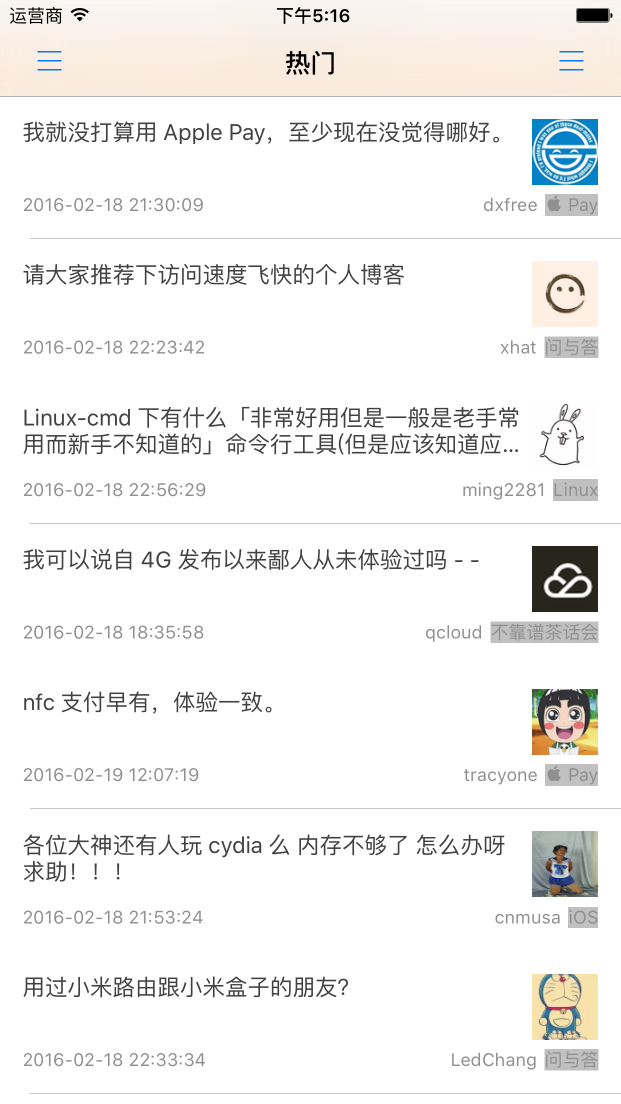 运营商 下午5:16
热门
我就没打算用 Apple Pay，至少现在没觉得哪好。
2016-02-18 21:30:09 dxfree  Pay
请大家推荐下访问速度飞快的个人博客
2016-02-18 22:23:42 xhat 问与答
Linux-cmd 下有什么「非常好用但是一般是老手常
用而新手不知道的」命令行工具(但是应该知道应...
2016-02-18 22:56:29 ming2281 Linux
我可以说自 4G 发布以来鄙人从未体验过吗 - -
2016-02-18 18:35:58 qcloud 不靠谱茶话会
nfc 支付早有，体验一致。
2016-02-19 12:07:19 tracyone  Pay
各位大神还有人玩 cydia 么 内存不够了 怎么办呀
求助！！！
2016-02-18 21:53:24 cnmusa iOS
用过小米路由跟小米盒子的朋友?
2016-02-18 22:33:34 LedChang 问与答